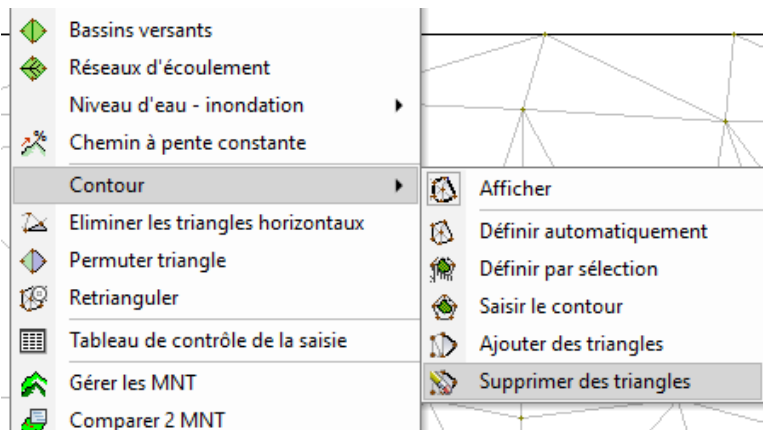 Bassins versants
Réseaux d'écoulement
Niveau d'eau - inondation
Chemin à pente constante
Contour
Eliminer les triangles horizontaux
Permuter triangle
Retrianguler
Tableau de contrôle de la saisie
Gérer les MNT
Comparer 2 MNT
Afficher
Définir automatiquement
Définir par sélection
Saisir le contour
Ajouter des triangles
Supprimer des triangles